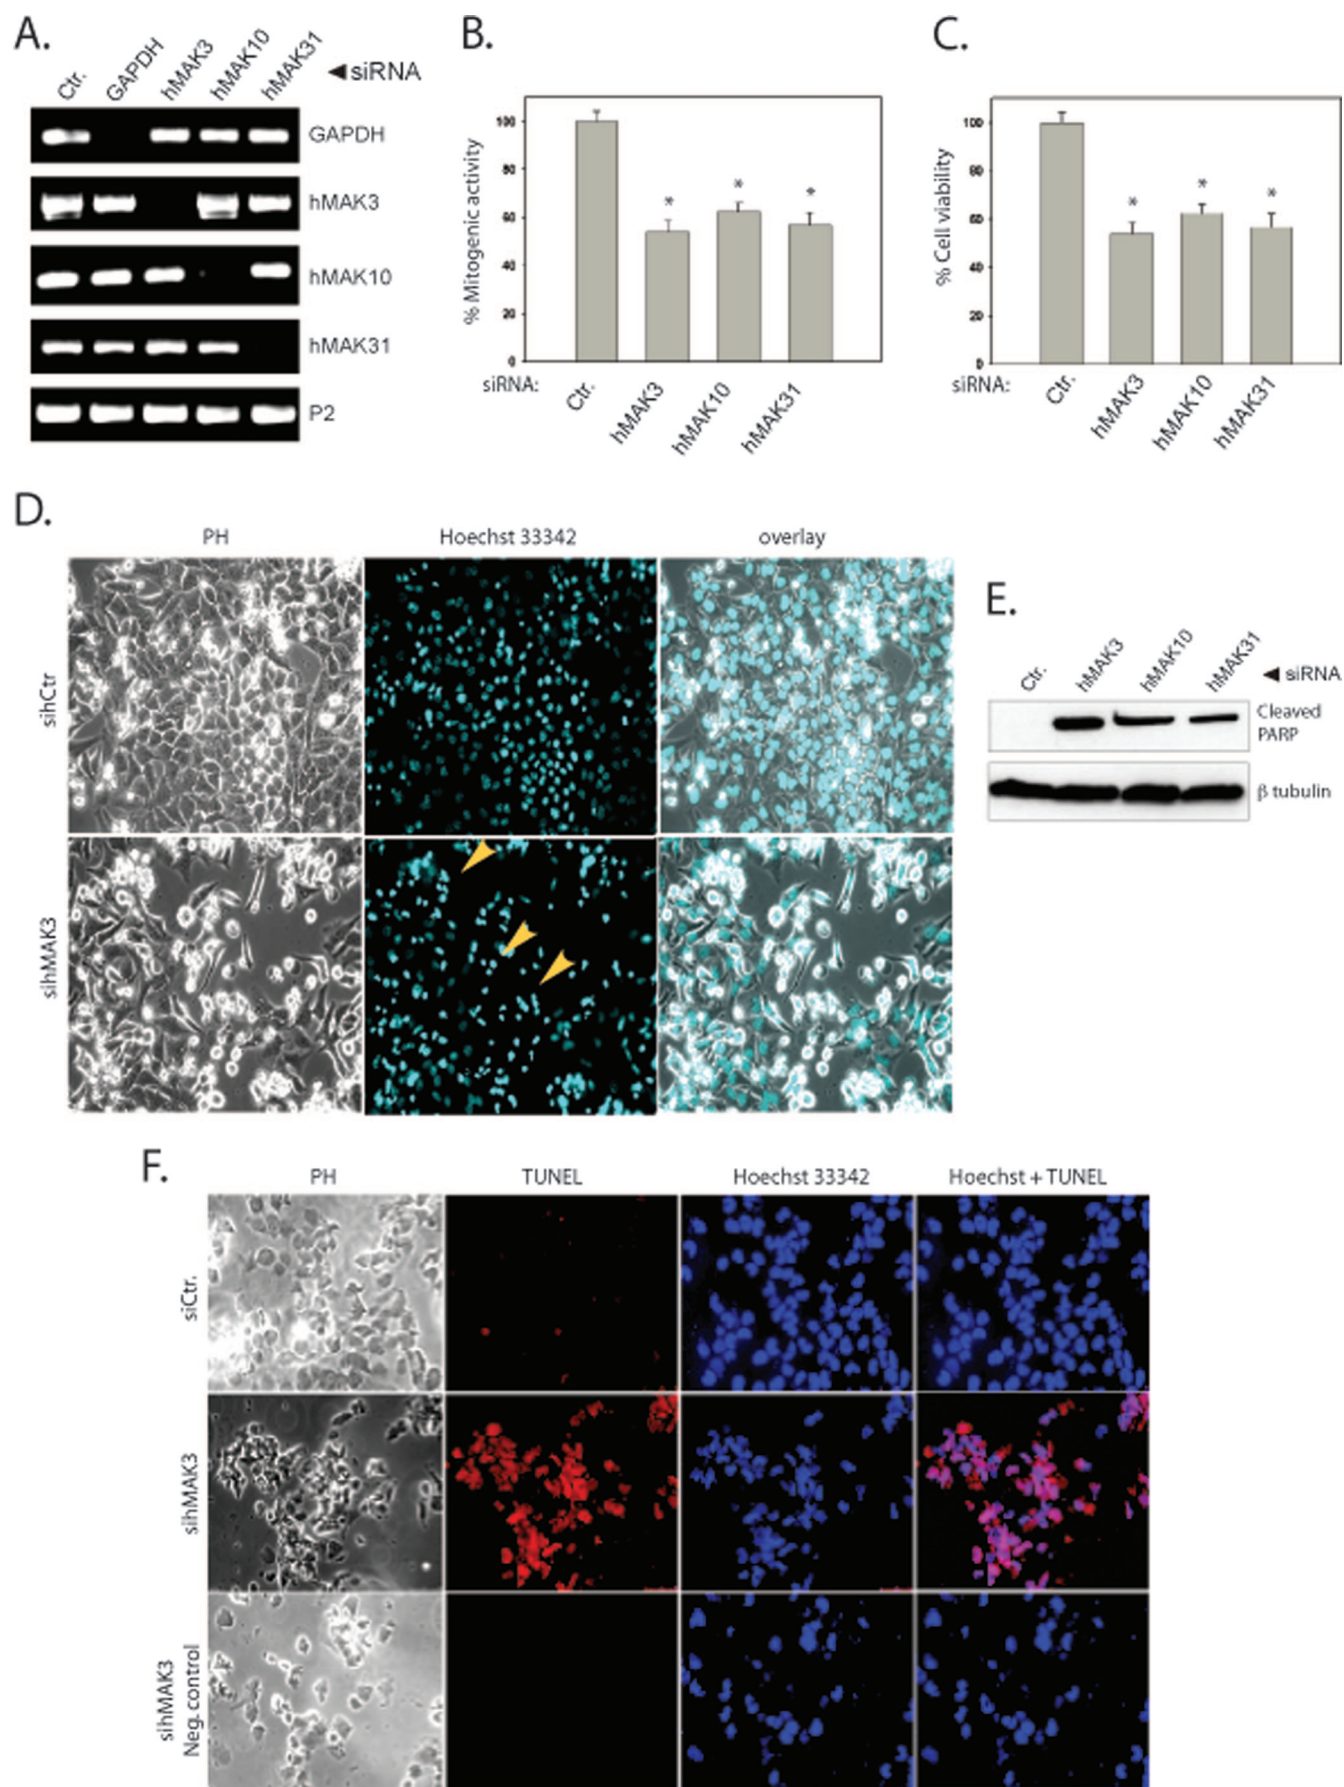 A.
Ctr.
GAPDH
hMAK3
hMAK10
hMAK31
◄siRNA
GAPDH
hMAK3
hMAK10
hMAK31
P2
B.
% Mitogenic activity
100
80
60
40
20
0
*
*
*
siRNA:
Ctr.
hMAK3
hMAK10
hMAK31
C.
% Cell viability
100
80
60
40
20
0
*
*
*
siRNA:
Ctr.
hMAK3
hMAK10
hMAK31
D.
PH
Hoechst 33342
overlay
sihCtr
sihMAK3
E.
Ctr.
hMAK3
hMAK10
hMAK31
◄ siRNA
Cleaved
PARP
β tubulin
F.
PH
TUNEL
Hoechst 33342
Hoechst + TUNEL
siCtr.
sihMAK3
sihMAK3
Neg. control